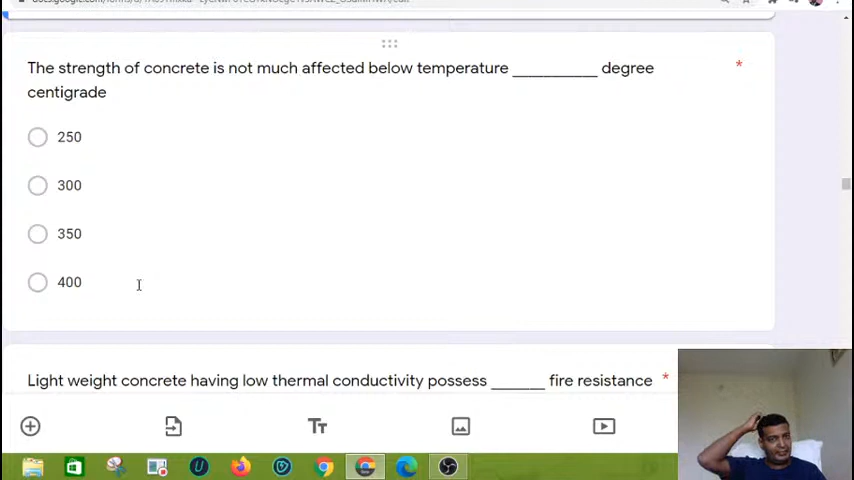 The strength of concrete is not much affected below temperature __________ degree *
centigrade
250
300
350
400
Light weight concrete having low thermal conductivity possess ______ fire resistance *